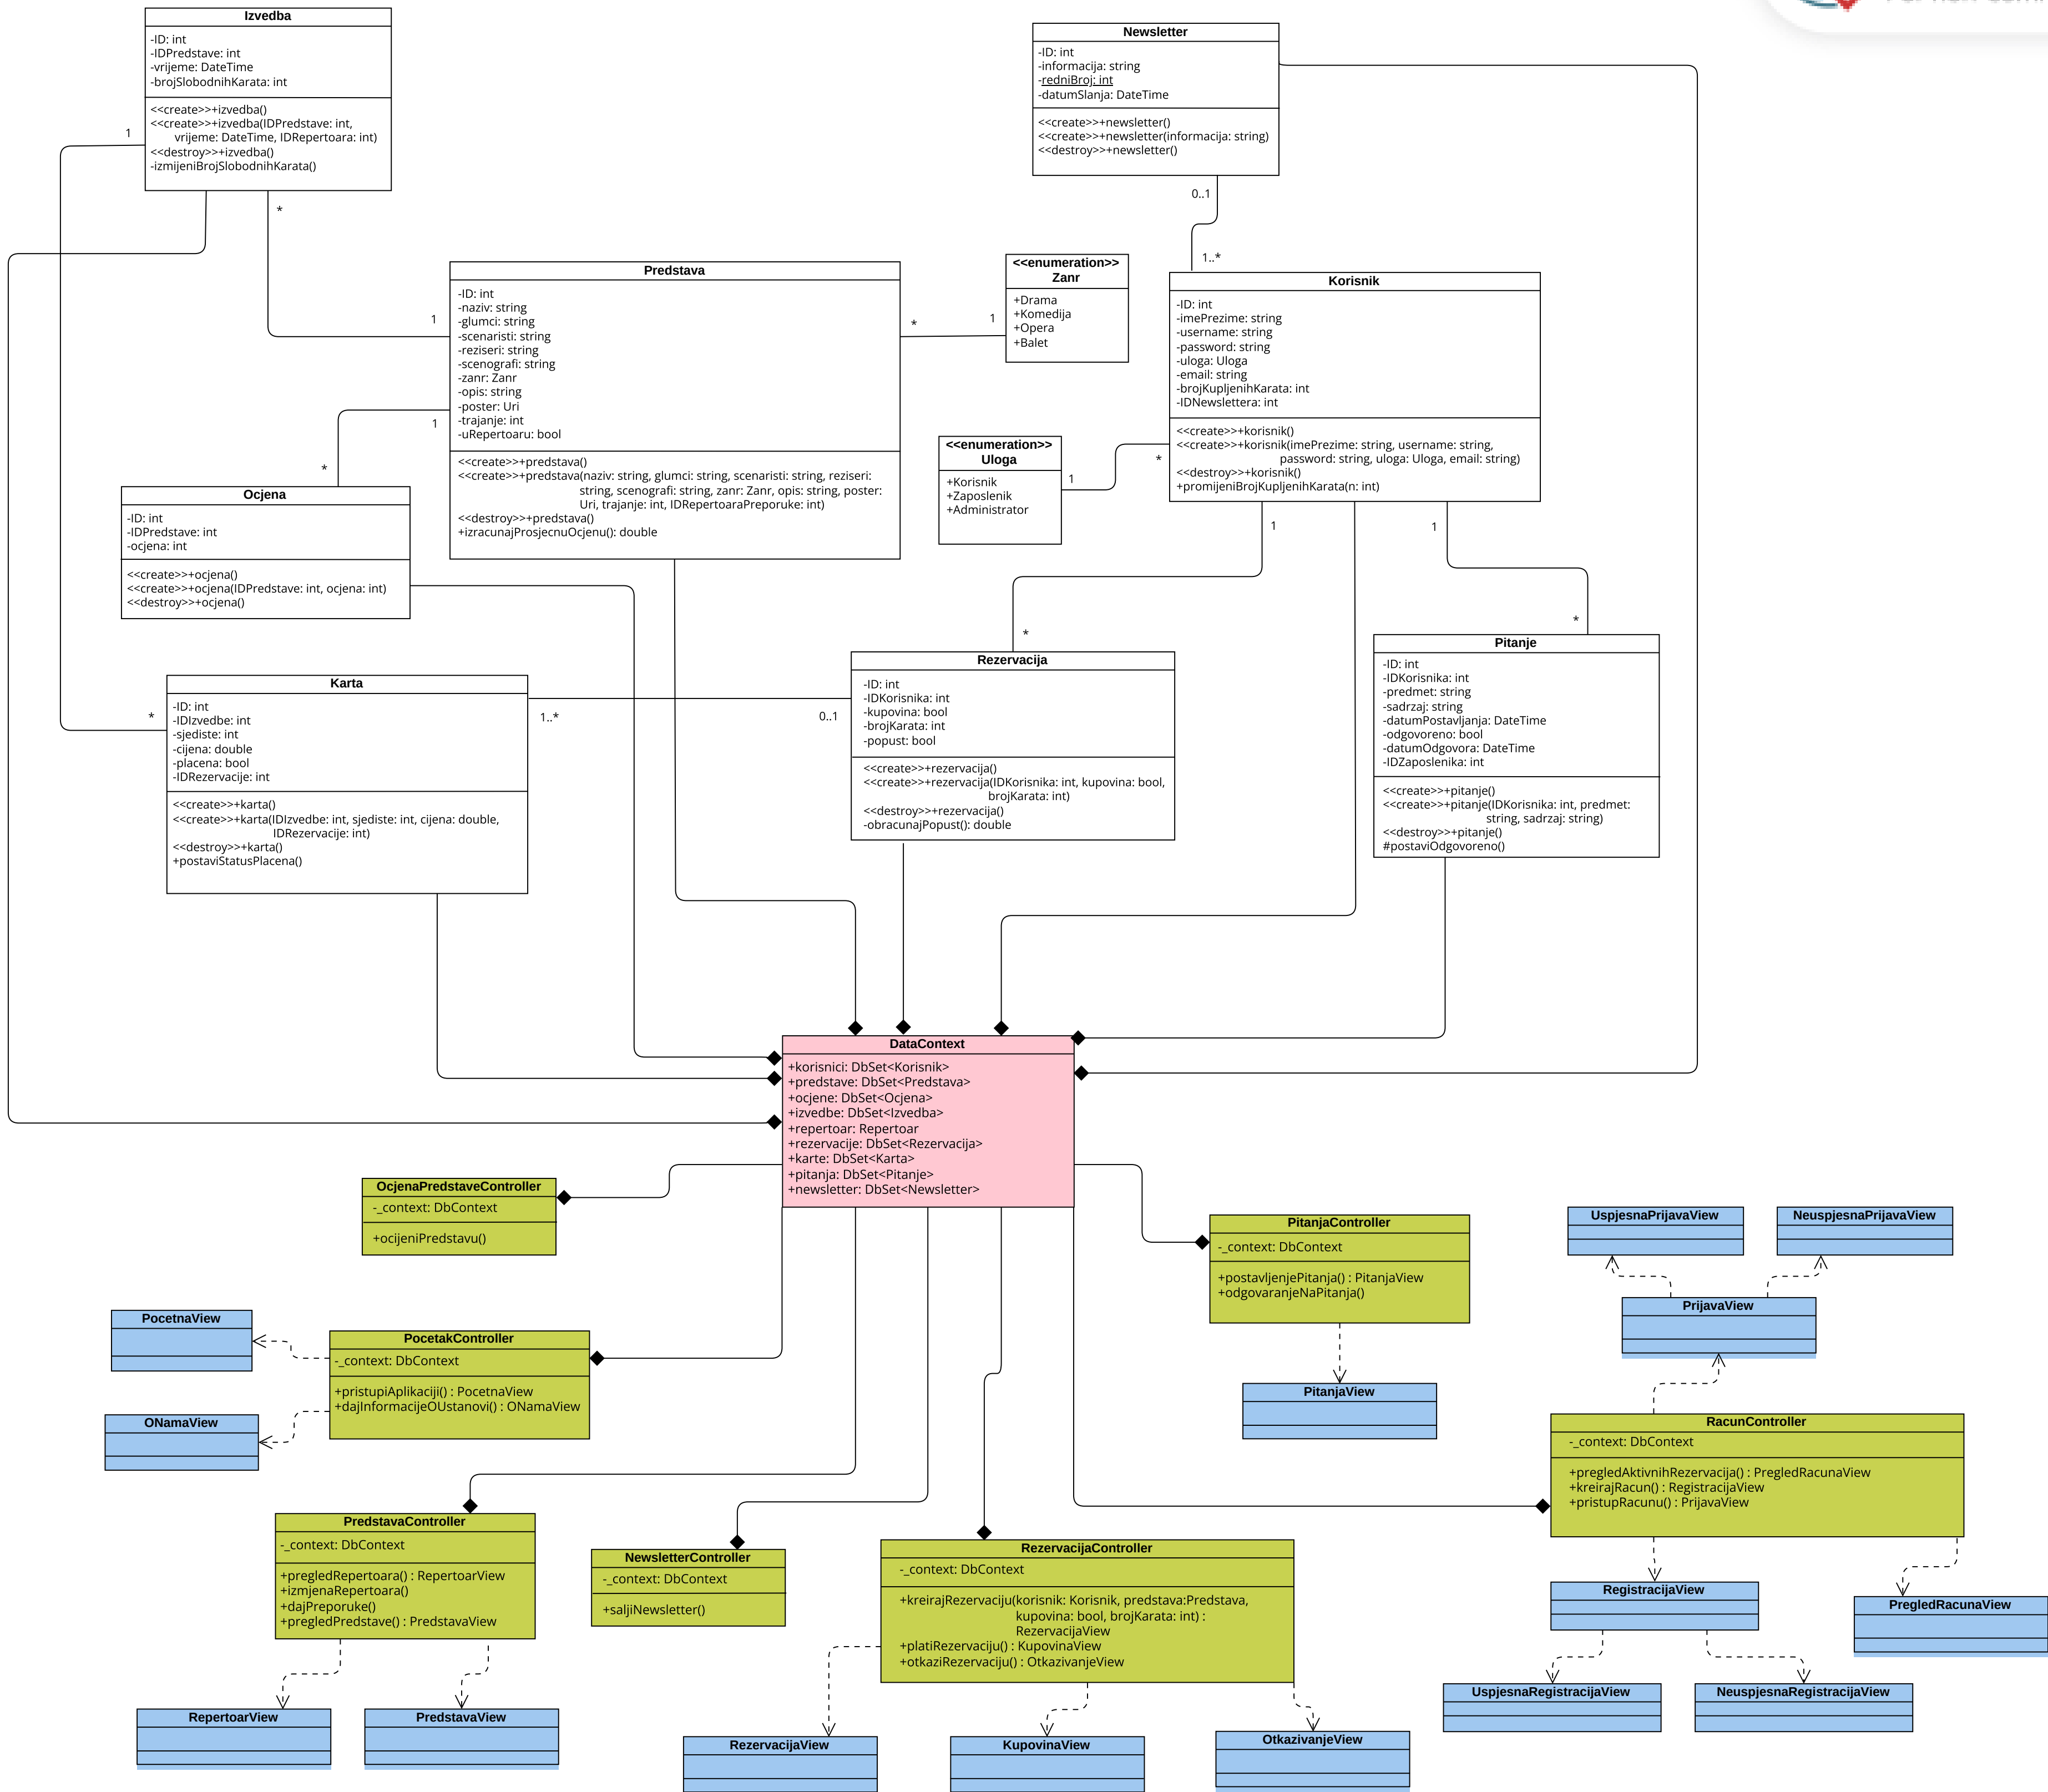 Izvedba
-ID: int
-IDPredstave: int
-vrijeme: DateTime
-brojSlobodnihKarata: int
<<create>>+izvedba()
<<create>>+izvedba(IDPredstave: int,
vrijeme: DateTime, IDRepertoara: int)
<<destroy>>+izvedba()
-izmijeniBrojSlobodnihKarata()
1
*
Newsletter
-ID: int
-informacija: string
-redniBroj: int
-datumSlanja: DateTime
<<create>>+newsletter()
<<create>>+newsletter(informacija: string)
<<destroy>>+newsletter()
0..1
1..*
Predstava
-ID: int
-naziv: string
-glumci: string
-scenaristi: string
-reziseri: string
-scenografi: string
-zanr: Zanr
-opis: string
-poster: Uri
-trajanje: int
-uRepertoaru: bool
<<create>>+predstava()
<<create>>+predstava(naziv: string, glumci: string, scenaristi: string, reziseri:
string, scenografi: string, zanr: Zanr, opis: string, poster:
Uri, trajanje: int, IDRepertoaraPreporuke: int)
<<destroy>>+predstava()
+izracunajProsjecnuOcjenu(): double
1
1
*
*
1
<<enumeration>>
Zanr
+Drama
+Komedija
+Opera
+Balet
Korisnik
-ID: int
-imePrezime: string
-username: string
-password: string
-uloga: Uloga
-email: string
-brojKupljenihKarata: int
-IDNewslettera: int
<<create>>+korisnik()
<<create>>+korisnik(imePrezime: string, username: string,
password: string, uloga: Uloga, email: string)
<<destroy>>+korisnik()
+promijeniBrojKupljenihKarata(n: int)
<<enumeration>>
Uloga
+Korisnik
+Zaposlenik
+Administrator
1
*
1
1
*
*
Ocjena
-ID: int
-IDPredstave: int
-ocjena: int
<<create>>+ocjena()
<<create>>+ocjena(IDPredstave: int, ocjena: int)
<<destroy>>+ocjena()
Karta
-ID: int
-IDIzvedbe: int
-sjediste: int
-cijena: double
-placena: bool
-IDRezervacije: int
<<create>>+karta()
<<create>>+karta(IDIzvedbe: int, sjediste: int, cijena: double,
IDRezervacije: int)
<<destroy>>+karta()
+postaviStatusPlacena()
*
1..*
0..1
Rezervacija
-ID: int
-IDKorisnika: int
-kupovina: bool
-brojKarata: int
-popust: bool
<<create>>+rezervacija()
<<create>>+rezervacija(IDKorisnika: int, kupovina: bool,
brojKarata: int)
<<destroy>>+rezervacija()
-obracunajPopust(): double
Pitanje
-ID: int
-IDKorisnika: int
-predmet: string
-sadrzaj: string
-datumPostavljanja: DateTime
-odgovoreno: bool
-datumOdgovora: DateTime
-IDZaposlenika: int
<<create>>+pitanje()
<<create>>+pitanje(IDKorisnika: int, predmet:
string, sadrzaj: string)
<<destroy>>+pitanje()
#postaviOdgovoreno()
DataContext
+korisnici: DbSet<Korisnik>
+predstave: DbSet<Predstava>
+ocjene: DbSet<Ocjena>
+izvedbe: DbSet<Izvedba>
+repertoar: Repertoar
+rezervacije: DbSet<Rezervacija>
+karte: DbSet<Karta>
+pitanja: DbSet<Pitanje>
+newsletter: DbSet<Newsletter>
OcjenaPredstaveController
-_context: DbContext
+ocijeniPredstavu()
PitanjaController
-_context: DbContext
+postavljenjePitanja() : PitanjaView
+odgovaranjeNaPitanja()
UspjesnaPrijavaView
NeuspjesnaPrijavaView
PrijavaView
PocetnaView
PocetakController
-_context: DbContext
+pristupiAplikaciji() : PocetnaView
+dajInformacijeOUstanovi() : ONamaView
ONamaView
PitanjaView
RacunController
-_context: DbContext
+pregledAktivnihRezervacija() : PregledRacunaView
+kreirajRacun() : RegistracijaView
+pristupRacunu() : PrijavaView
PredstavaController
-_context: DbContext
+pregledRepertoara() : RepertoarView
+izmjenaRepertoara()
+dajPreporuke()
+pregledPredstave() : PredstavaView
NewsletterController
-_context: DbContext
+saljiNewsletter()
RezervacijaController
-_context: DbContext
+kreirajRezervaciju(korisnik: Korisnik, predstava:Predstava,
kupovina: bool, brojKarata: int) :
RezervacijaView
+platiRezervaciju() : KupovinaView
+otkaziRezervaciju() : OtkazivanjeView
RegistracijaView
PregledRacunaView
UspjesnaRegistracijaView
NeuspjesnaRegistracijaView
RepertoarView
PredstavaView
RezervacijaView
KupovinaView
OtkazivanjeView